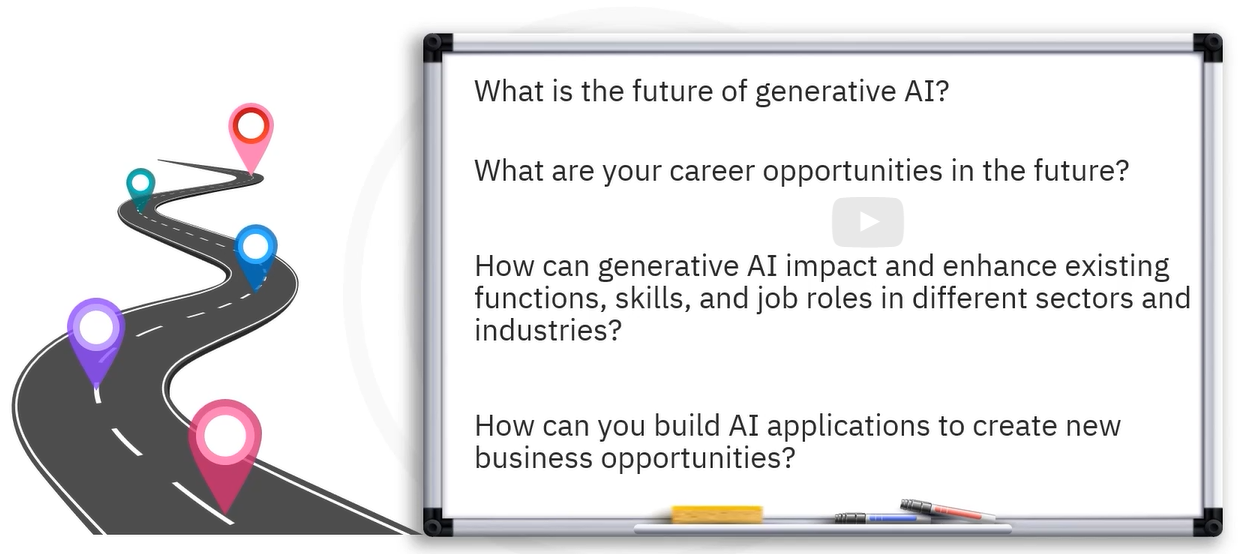 What is the future of generative AI?
What are your career opportunities in the future?
How can generative AI impact and enhance existing
functions, skills, and job roles in different sectors and
industries?
How can you build AI applications to create new
business opportunities?